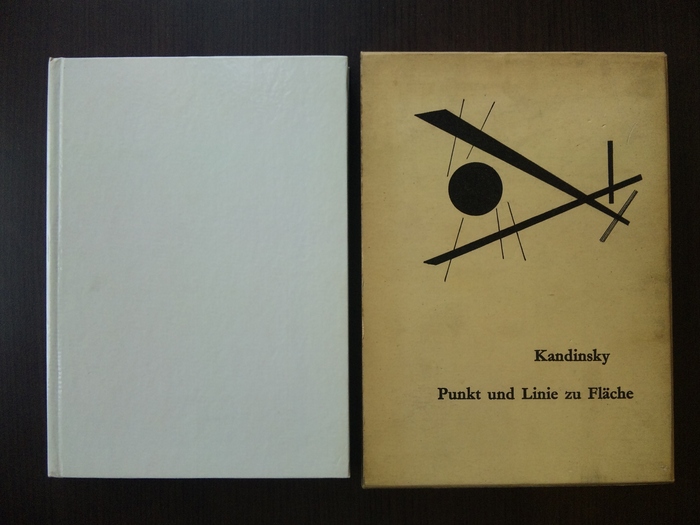 Kandinsky
Punkt und Linie zu Fläche